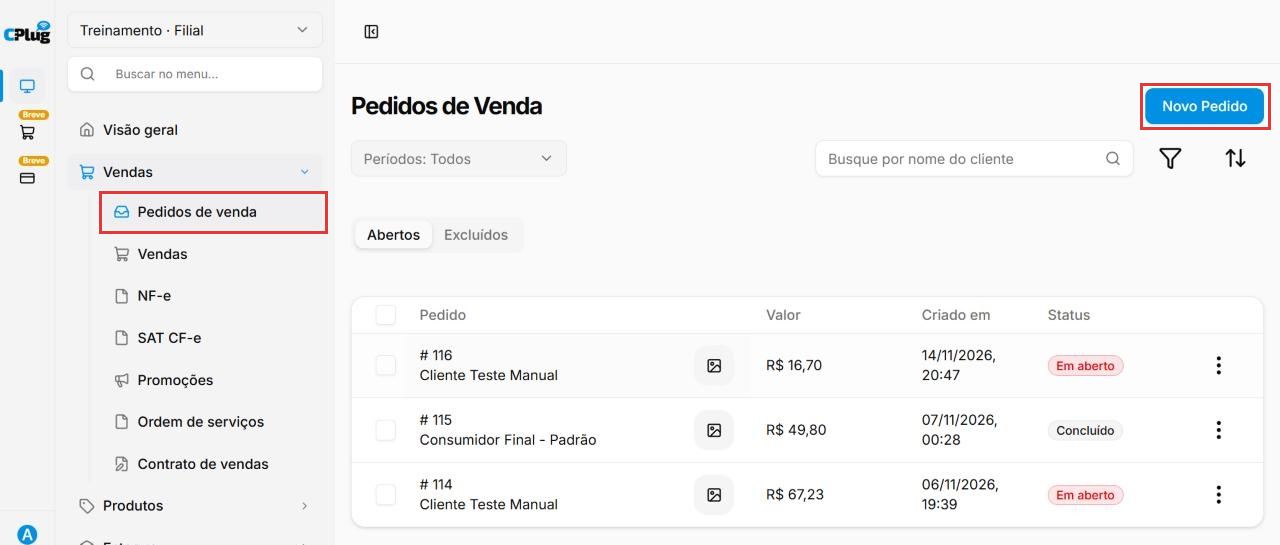 CPlug
Treinamento · Filial
Buscar no menu...
Breve
Breve
Visão geral
Vendas
Pedidos de venda
Vendas
NF-e
SAT CF-e
Promoções
Ordem de serviços
Contrato de vendas
Produtos
A
Pedidos de Venda
Novo Pedido
Períodos: Todos
Busque por nome do cliente
Abertos Excluídos
Pedido Valor Criado em Status
# 116
Cliente Teste Manual
R$ 16,70
14/11/2026,
20:47
Em aberto
# 115
Consumidor Final - Padrão
R$ 49,80
07/11/2026,
00:28
Concluído
# 114
Cliente Teste Manual
R$ 67,23
06/11/2026,
19:39
Em aberto